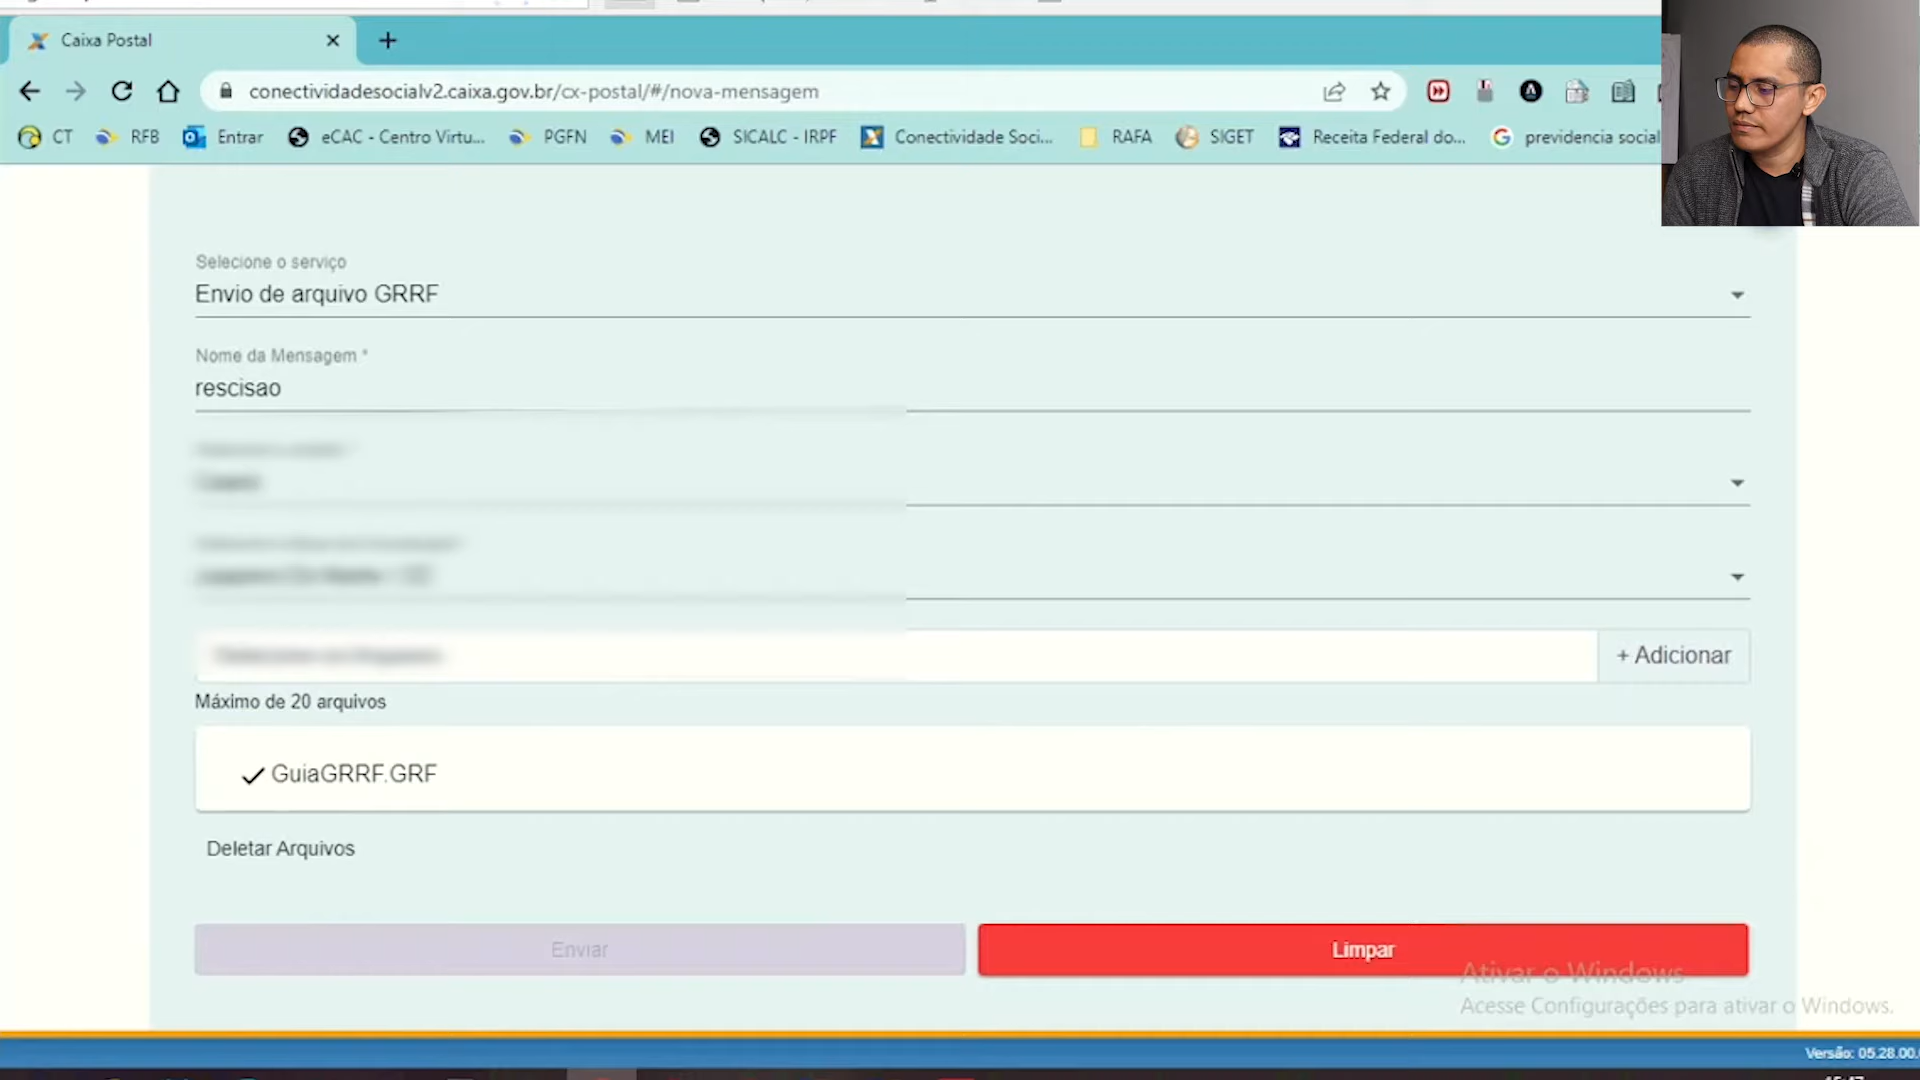 Caixa Postal
conectividadesocialv2.caixa.gov.br/cx-postal/#/nova-mensagem
CT RFB Entrar eCAC - Centro Virtu... PGFN MEI SICALC - IRPF Conectividade Soci... RAFA SIGET Receita Federal do... previdencia social
Selecione o serviço
Envio de arquivo GRRF
Nome da Mensagem *
rescisao
+ Adicionar
Máximo de 20 arquivos
GuiaGRRF.GRF
Deletar Arquivos
Enviar Limpar
Ativar o Windows
Acesse Configurações para ativar o Windows.
Versão: 05.28.00.